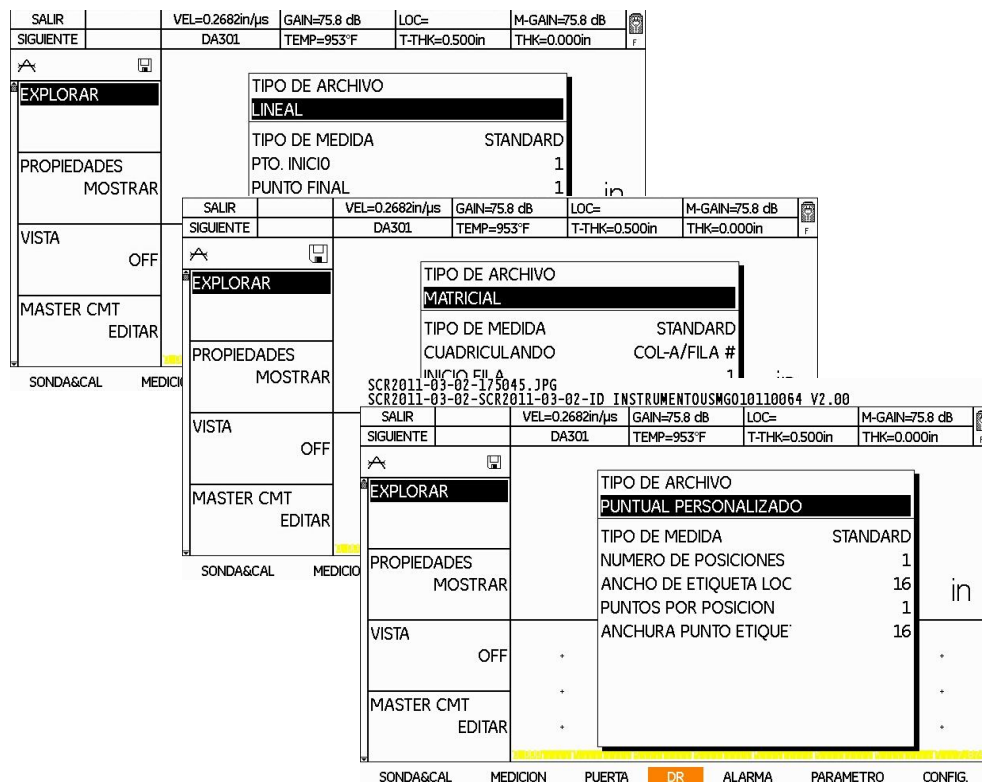 SALIR VEL=0.2682in/µs GAIN=75.8 dB LOC= M-GAIN=75.8 dB
SIGUIENTE DA301 TEMP=953°F T-THK=0.500in THK=0.000in F
EXPLORAR
TIPO DE ARCHIVO
LINEAL
TIPO DE MEDIDA STANDARD
PTO. INICIO 1
PUNTO FINAL 1
in
PROPIEDADES
MOSTRAR
VISTA
OFF
MASTER CMT
EDITAR
SONDA&CAL MEDICIO
SALIR VEL=0.2682in/µs GAIN=75.8 dB LOC= M-GAIN=75.8 dB
SIGUIENTE DA301 TEMP=953°F T-THK=0.500in THK=0.000in F
EXPLORAR
TIPO DE ARCHIVO
MATRICIAL
TIPO DE MEDIDA STANDARD
CUADRICULANDO COL-A/FILA #
INICIO FILA 1
in
PROPIEDADES
MOSTRAR
VISTA
OFF
MASTER CMT
EDITAR
SONDA&CAL MEDICIO
SCR2011-03-02-175045.JPG
SCR2011-03-02-SCR2011-03-02-ID INSTRUMENTOUSMGO10110064 V2.00
SALIR VEL=0.2682in/µs GAIN=75.8 dB LOC= M-GAIN=75.8 dB
SIGUIENTE DA301 TEMP=953°F T-THK=0.500in THK=0.000in
EXPLORAR
TIPO DE ARCHIVO
PUNTUAL PERSONALIZADO
TIPO DE MEDIDA STANDARD
NUMERO DE POSICIONES 1
ANCHO DE ETIQUETA LOC 16
PUNTOS POR POSICION 1
ANCHURA PUNTO ETIQUE 16
in
PROPIEDADES
MOSTRAR
VISTA
OFF
MASTER CMT
EDITAR
SONDA&CAL MEDICION PUERTA DR ALARMA PARAMETRO CONFIG.